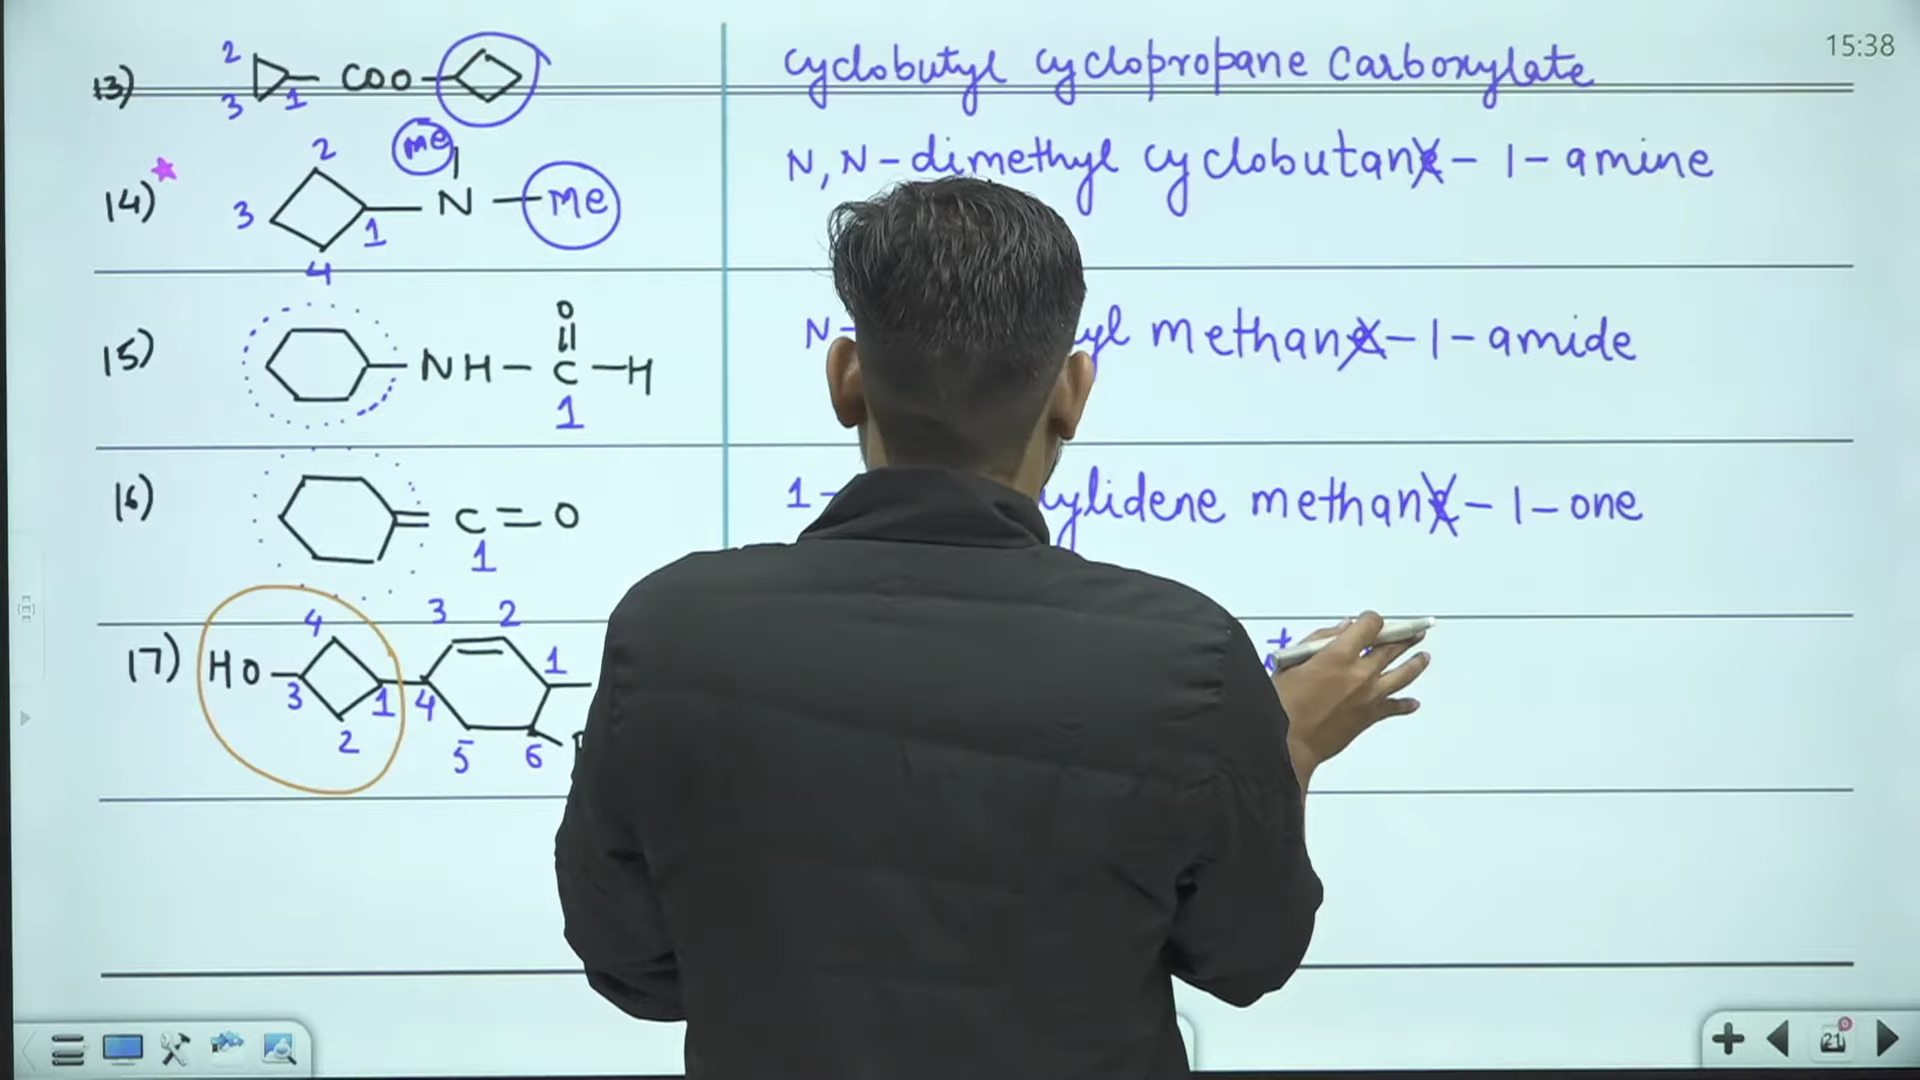 15:38
13) 2 3 1 COO cyclobutyl cyclopropane Carboxylate
14) 2 3 4 1 Me N Me N,N-dimethyl cyclobutane - 1 - amine
15) NH - C - H O 1 N- yl methane - 1 - amide
16) C = O 1 1- ylidene methane - 1 - one
17) HO 4 3 2 1 3 2 1 4 5 6
21